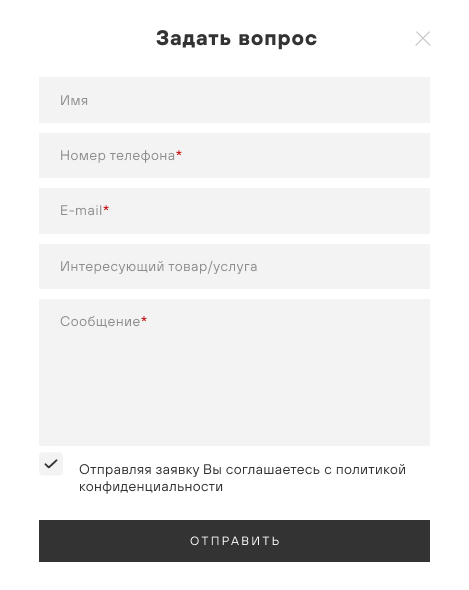 Задать вопрос
Имя
Номер телефона*
E-mail*
Интересующий товар/услуга
Сообщение*
Отправляя заявку Вы соглашаетесь с политикой
конфиденциальности
ОТПРАВИТЬ